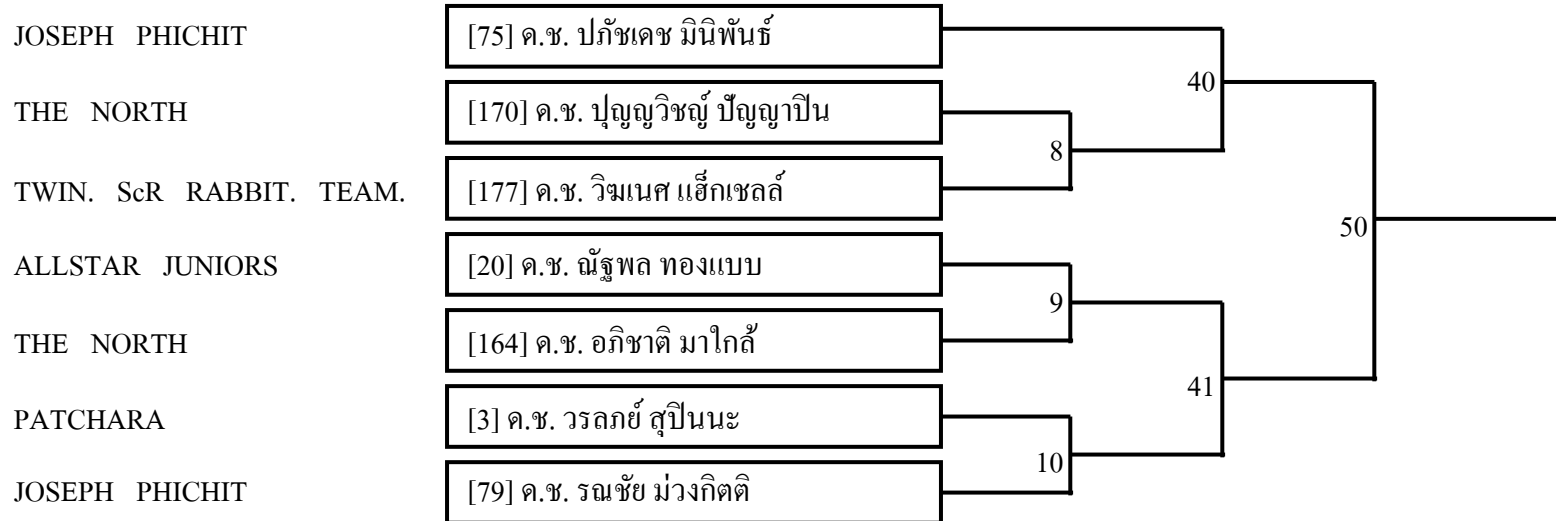 JOSEPH PHICHIT [75] ด.ช. ปภัชเดช มินิพันธ์
40
THE NORTH [170] ด.ช. ปุญญวิชญ์ ปัญญาปิน
8
TWIN. ScR RABBIT. TEAM. [177] ด.ช. วิฆเนศ แฮ็กเชลล์
50
ALLSTAR JUNIORS [20] ด.ช. ณัฐพล ทองแบบ
9
THE NORTH [164] ด.ช. อภิชาติ มาใกล้
41
PATCHARA [3] ด.ช. วรลภย์ สุปินนะ
10
JOSEPH PHICHIT [79] ด.ช. รณชัย ม่วงกิตติ